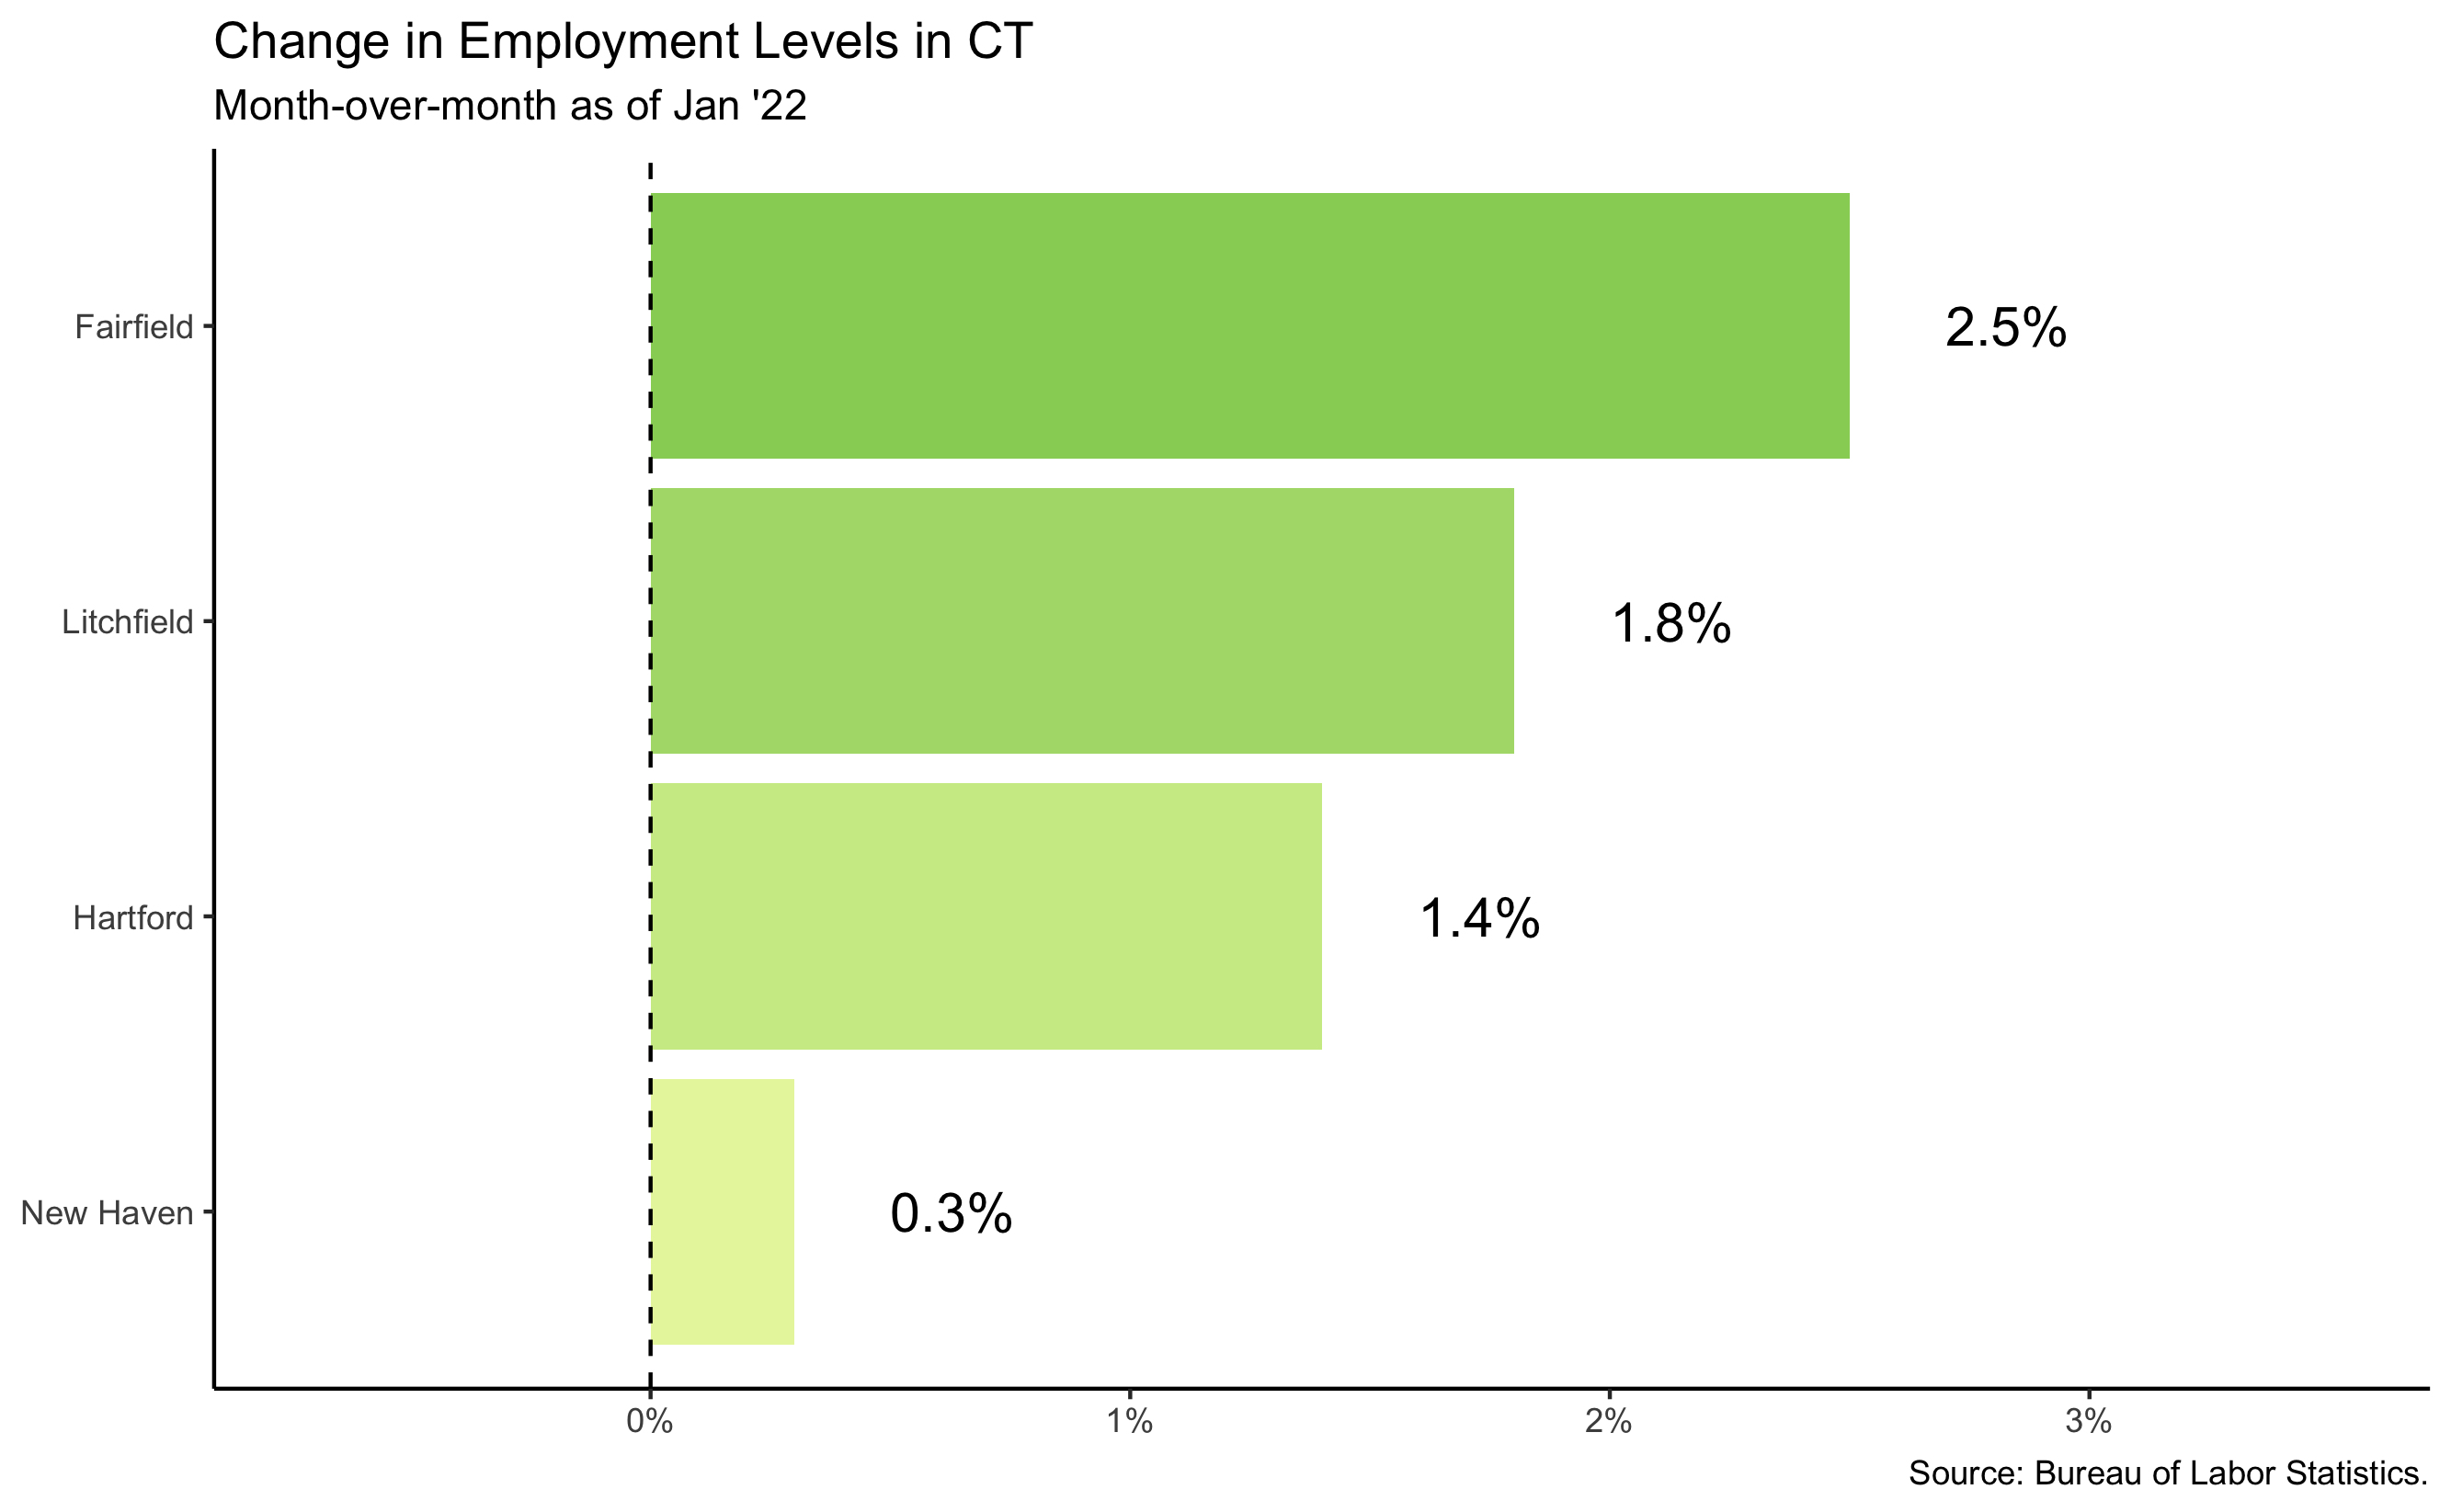 Change in Employment Levels in CT
Month-over-month as of Jan '22
Fairfield
2.5%
Litchfield
1.8%
Hartford
1.4%
New Haven
0.3%
0%
1%
2%
3%
Source: Bureau of Labor Statistics.